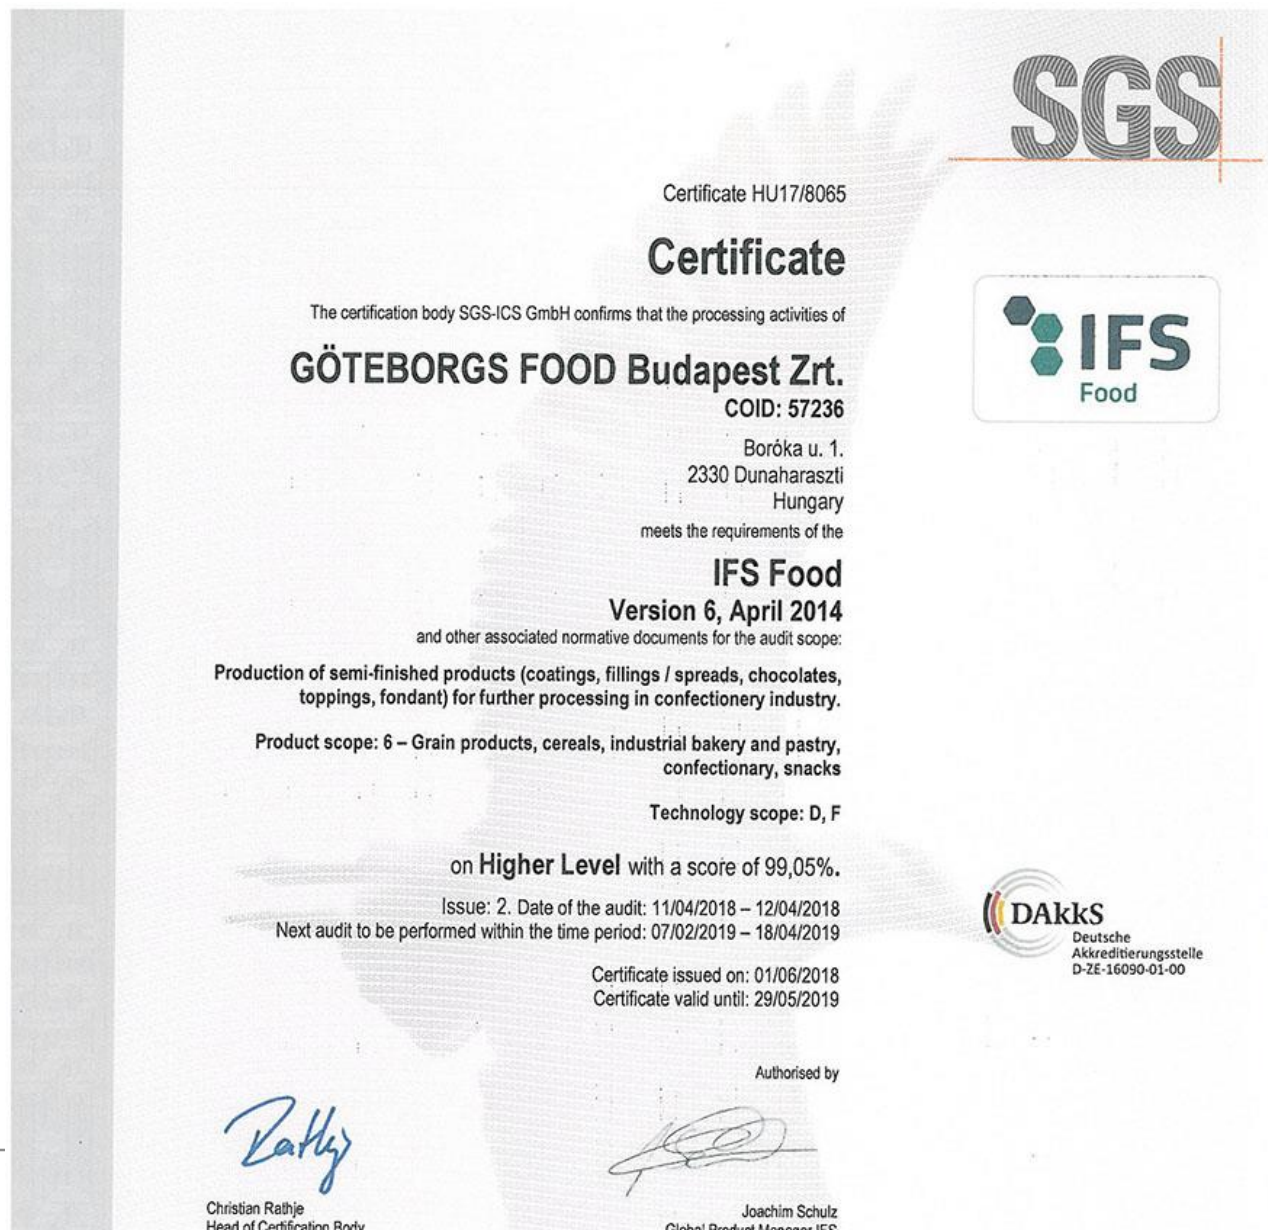 SGS
Certificate HU17/8065
Certificate
The certification body SGS-ICS GmbH confirms that the processing activities of
GÖTEBORGS FOOD Budapest Zrt.
COID: 57236
Boróka u. 1.
2330 Dunaharaszti
Hungary
meets the requirements of the
IFS Food
Version 6, April 2014
and other associated normative documents for the audit scope:
Production of semi-finished products (coatings, fillings / spreads, chocolates,
toppings, fondant) for further processing in confectionery industry.
Product scope: 6 – Grain products, cereals, industrial bakery and pastry,
confectionary, snacks
Technology scope: D, F
on Higher Level with a score of 99,05%.
Issue: 2. Date of the audit: 11/04/2018 – 12/04/2018
Next audit to be performed within the time period: 07/02/2019 – 18/04/2019
Certificate issued on: 01/06/2018
Certificate valid until: 29/05/2019
Authorised by
Rathje
Christian Rathje
Head of Certification Body
Joachim Schulz
Global Product Manager IFS
IFS
Food
DAkkS
Deutsche
Akkreditierungsstelle
D-ZE-16090-01-00